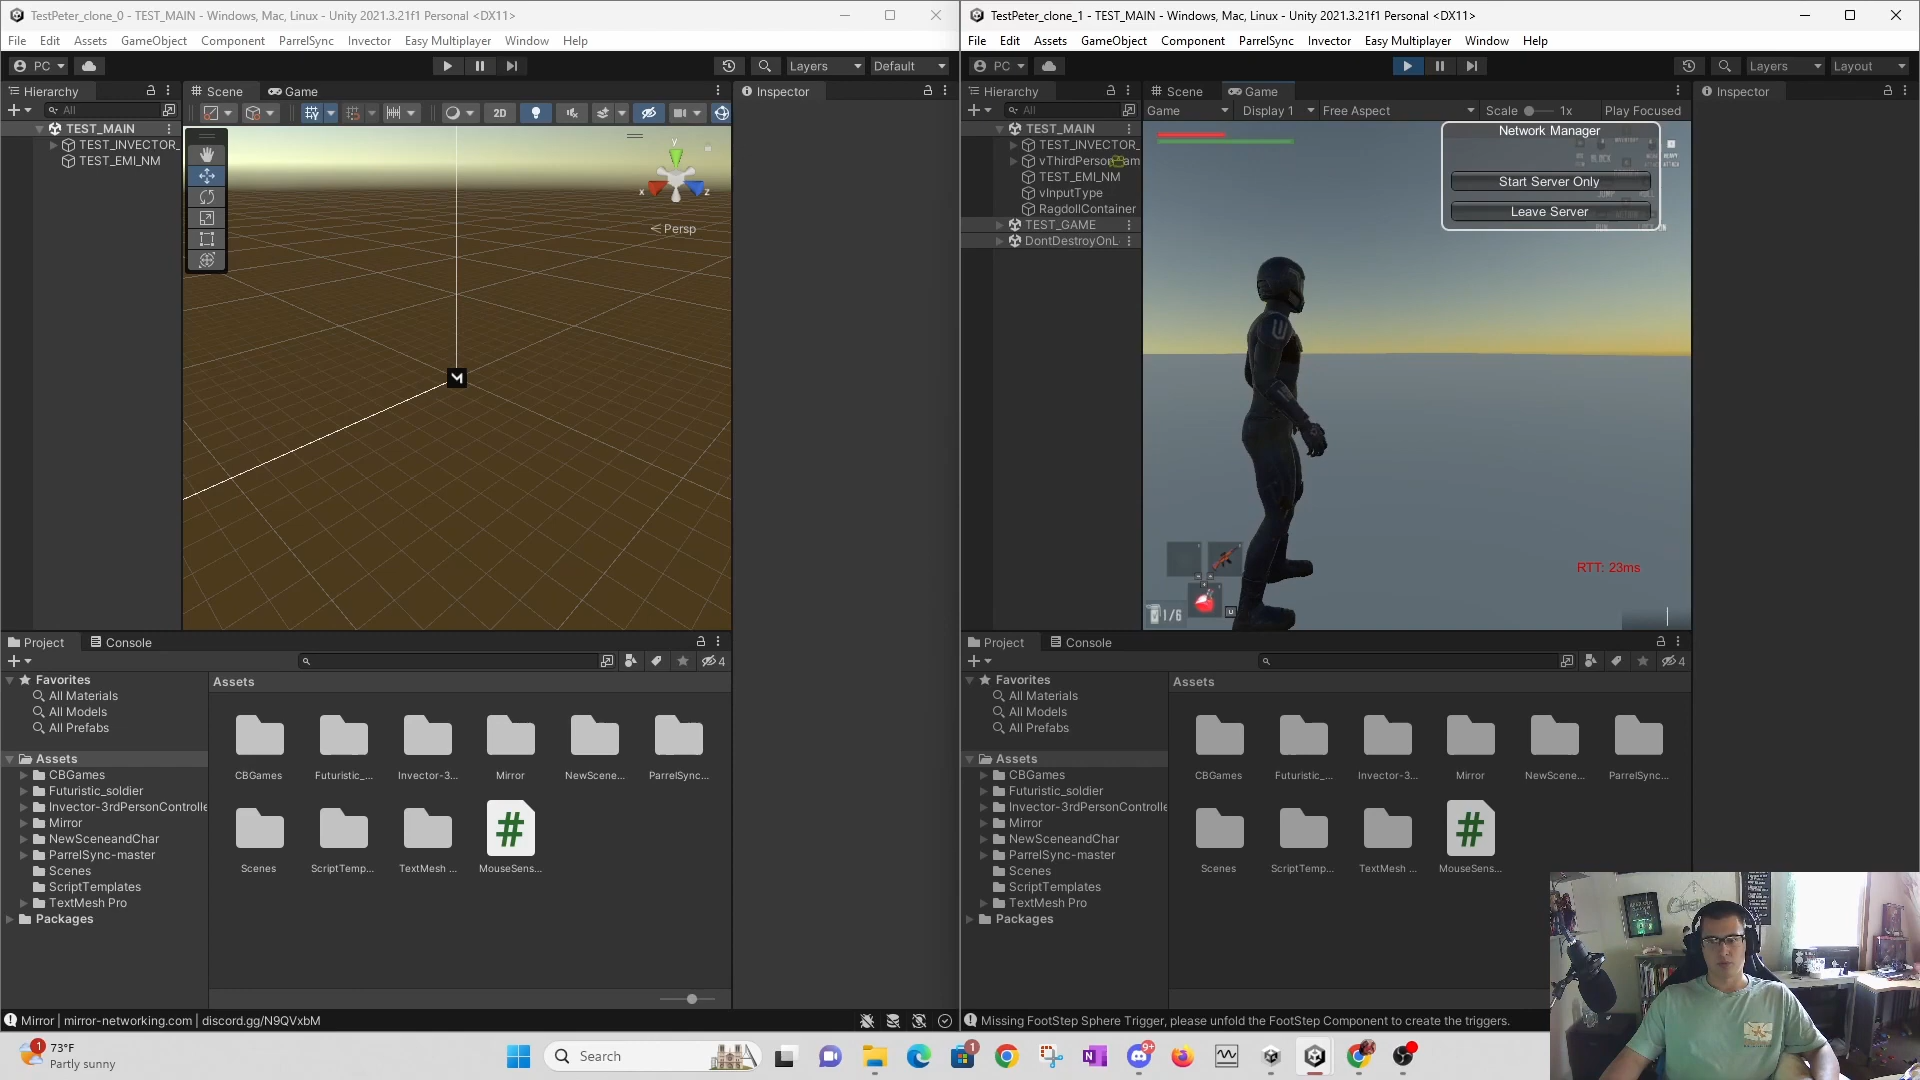 TestPeter_clone_0 - TEST_MAIN - Windows, Mac, Linux - Unity 2021.3.21f1 Personal <DX11>
File Edit Assets GameObject Component ParrelSync Invector Easy Multiplayer Window Help
PC Layers Default
Hierarchy Scene Game Inspector
All 2D
TEST_MAIN
TEST_INVECTOR_
TEST_EMI_NM
y
x z
Persp
Project Console
4
Favorites Assets
All Materials
All Models
All Prefabs
Assets
CBGames
Futuristic_soldier
Invector-3rdPersonControlle
Mirror
NewSceneandChar
ParrelSync-master
Scenes
ScriptTemplates
TextMesh Pro
Packages
CBGames Futuristic_... Invector-3... Mirror NewScene... ParrelSync...
Scenes ScriptTemp... TextMesh ... MouseSens...
Mirror | mirror-networking.com | discord.gg/N9QVxbM
TestPeter_clone_1 - TEST_MAIN - Windows, Mac, Linux - Unity 2021.3.21f1 Personal <DX11>
File Edit Assets GameObject Component ParrelSync Invector Easy Multiplayer Window Help
PC Layers Layout
Hierarchy Scene Game Inspector
All Game Display 1 Free Aspect Scale 1x Play Focused
TEST_MAIN
TEST_INVECTOR_
vThirdPerson am
TEST_EMI_NM
vInputType
RagdollContainer
TEST_GAME
DontDestroyOnL
Network Manager
Start Server Only
Leave Server
RTT: 23ms
1/6
U
Project Console
4
Favorites Assets
All Materials
All Models
All Prefabs
Assets
CBGames
Futuristic_soldier
Invector-3rdPersonControlle
Mirror
NewSceneandChar
ParrelSync-master
Scenes
ScriptTemplates
TextMesh Pro
Packages
CBGames Futuristic_... Invector-3... Mirror NewScene... ParrelSync...
Scenes ScriptTemp... TextMesh ... MouseSens...
Missing FootStep Sphere Trigger, please unfold the FootStep Component to create the triggers.
1 73°F
Partly sunny
Search
1
9+